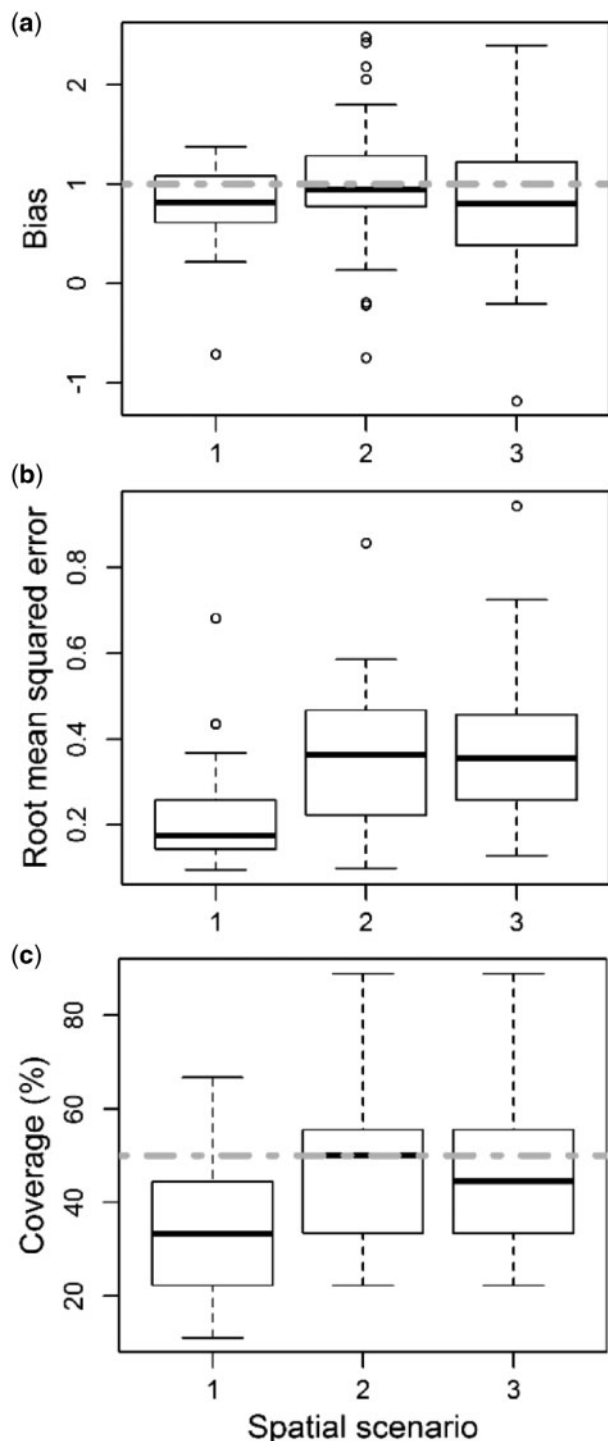 (a)
Bias
2
1
0
-1
1 2 3
(b)
Root mean squared error
0.8
0.6
0.4
0.2
1 2 3
(c)
Coverage (%)
80
60
40
20
1 2 3
Spatial scenario